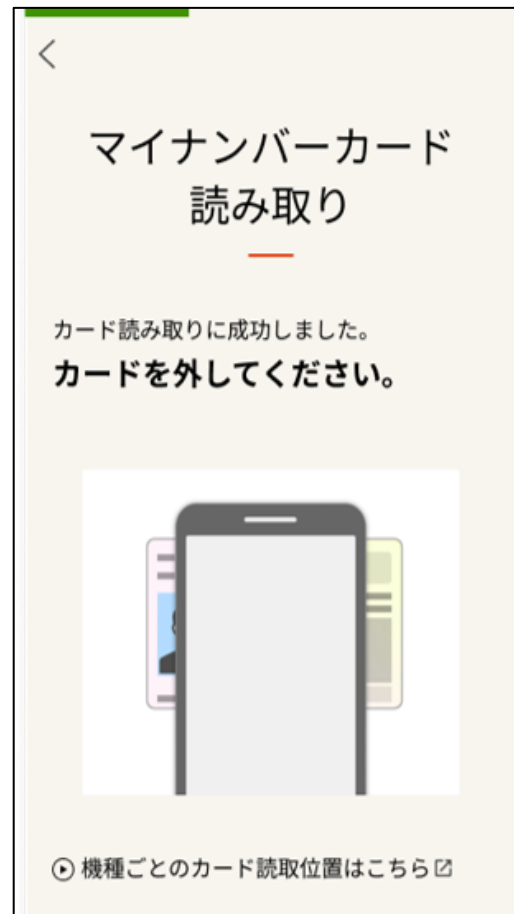 マイナンバーカード
読み取り
カード読み取りに成功しました。
カードを外してください。
機種ごとのカード読取位置はこちら